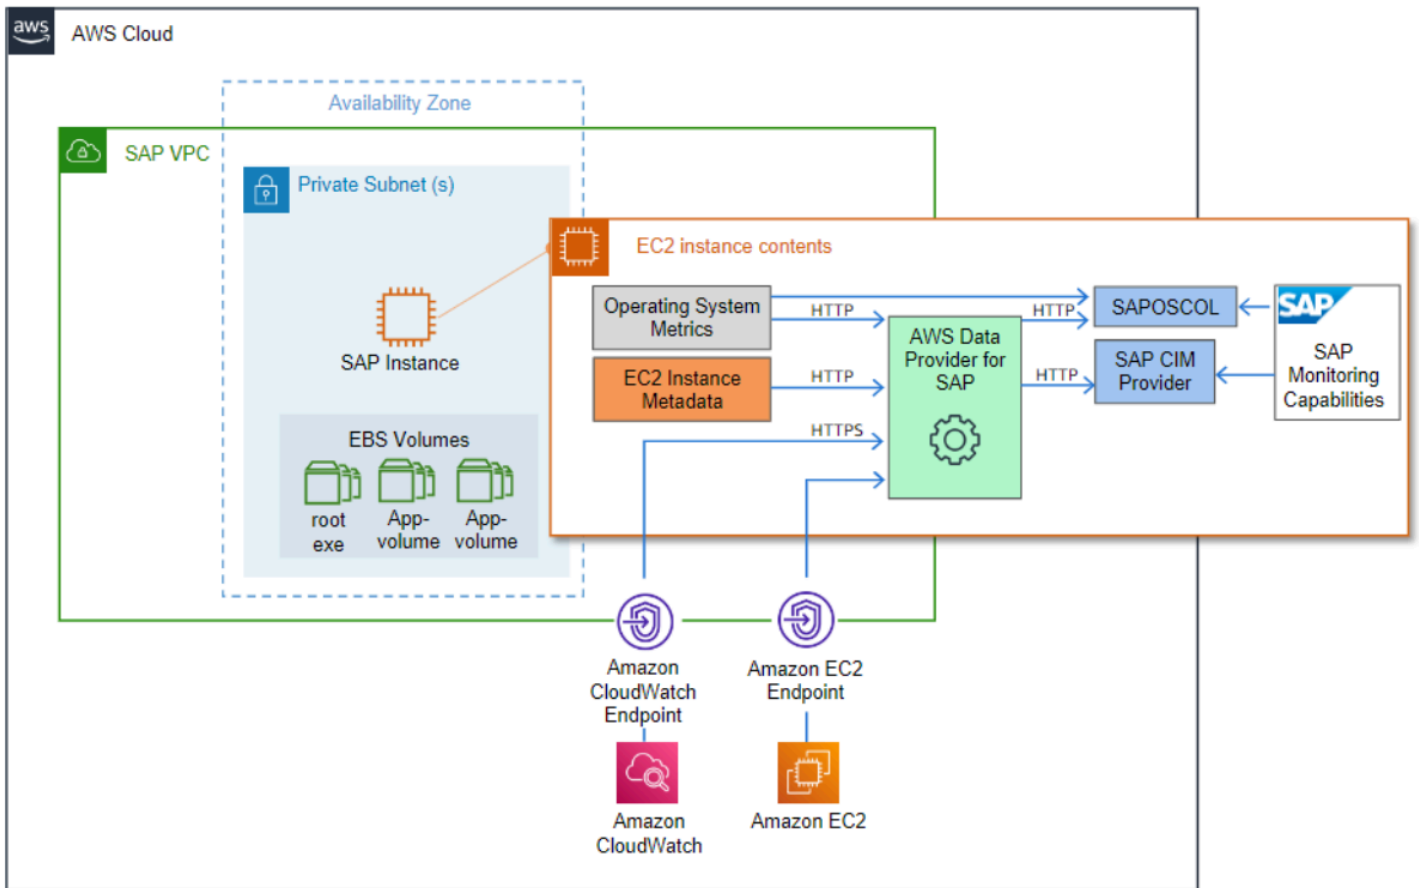 aws
AWS Cloud
Availability Zone
SAP VPC
Private Subnet (s)
EC2 instance contents
Operating System
Metrics
HTTP
HTTP
SAPOSCOL
SAP
AWS Data
Provider for
SAP
SAP
Monitoring
Capabilities
SAP CIM
Provider
SAP Instance
EC2 Instance
Metadata
HTTP
HTTP
HTTPS
EBS Volumes
root
exe
App-
volume
App-
volume
Amazon
CloudWatch
Endpoint
Amazon EC2
Endpoint
Amazon
CloudWatch
Amazon EC2